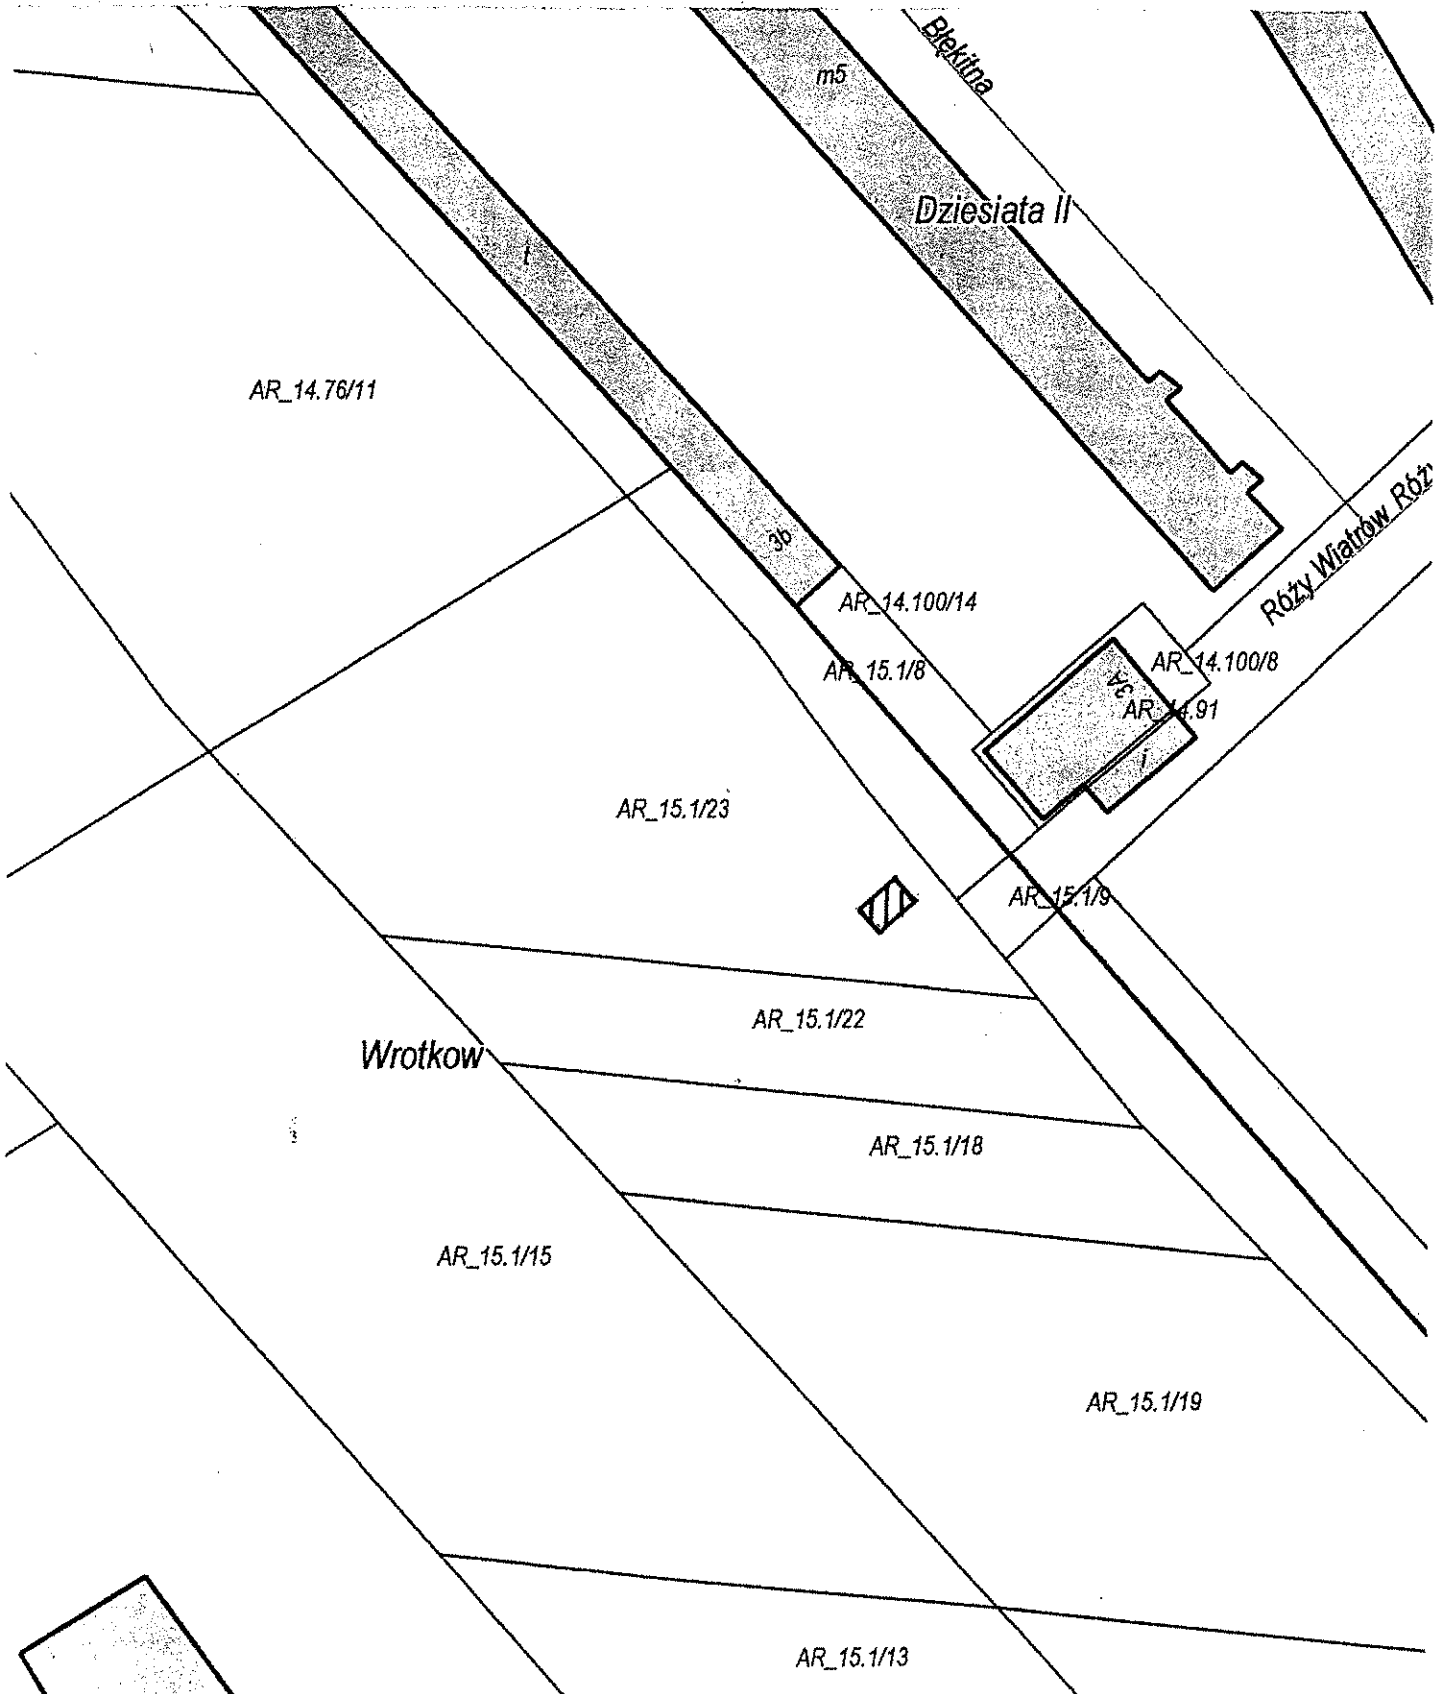 Błękitna
m5
Dziesiata II
t
AR_14.76/11
Róży Wiatrów
3b
AR_14.100/14
AR_14.100/8
AR_15.1/8
3A
AR_14.91
i
AR_15.1/23
AR_15.1/9
AR_15.1/22
Wrotkow
AR_15.1/18
AR_15.1/15
AR_15.1/19
AR_15.1/13